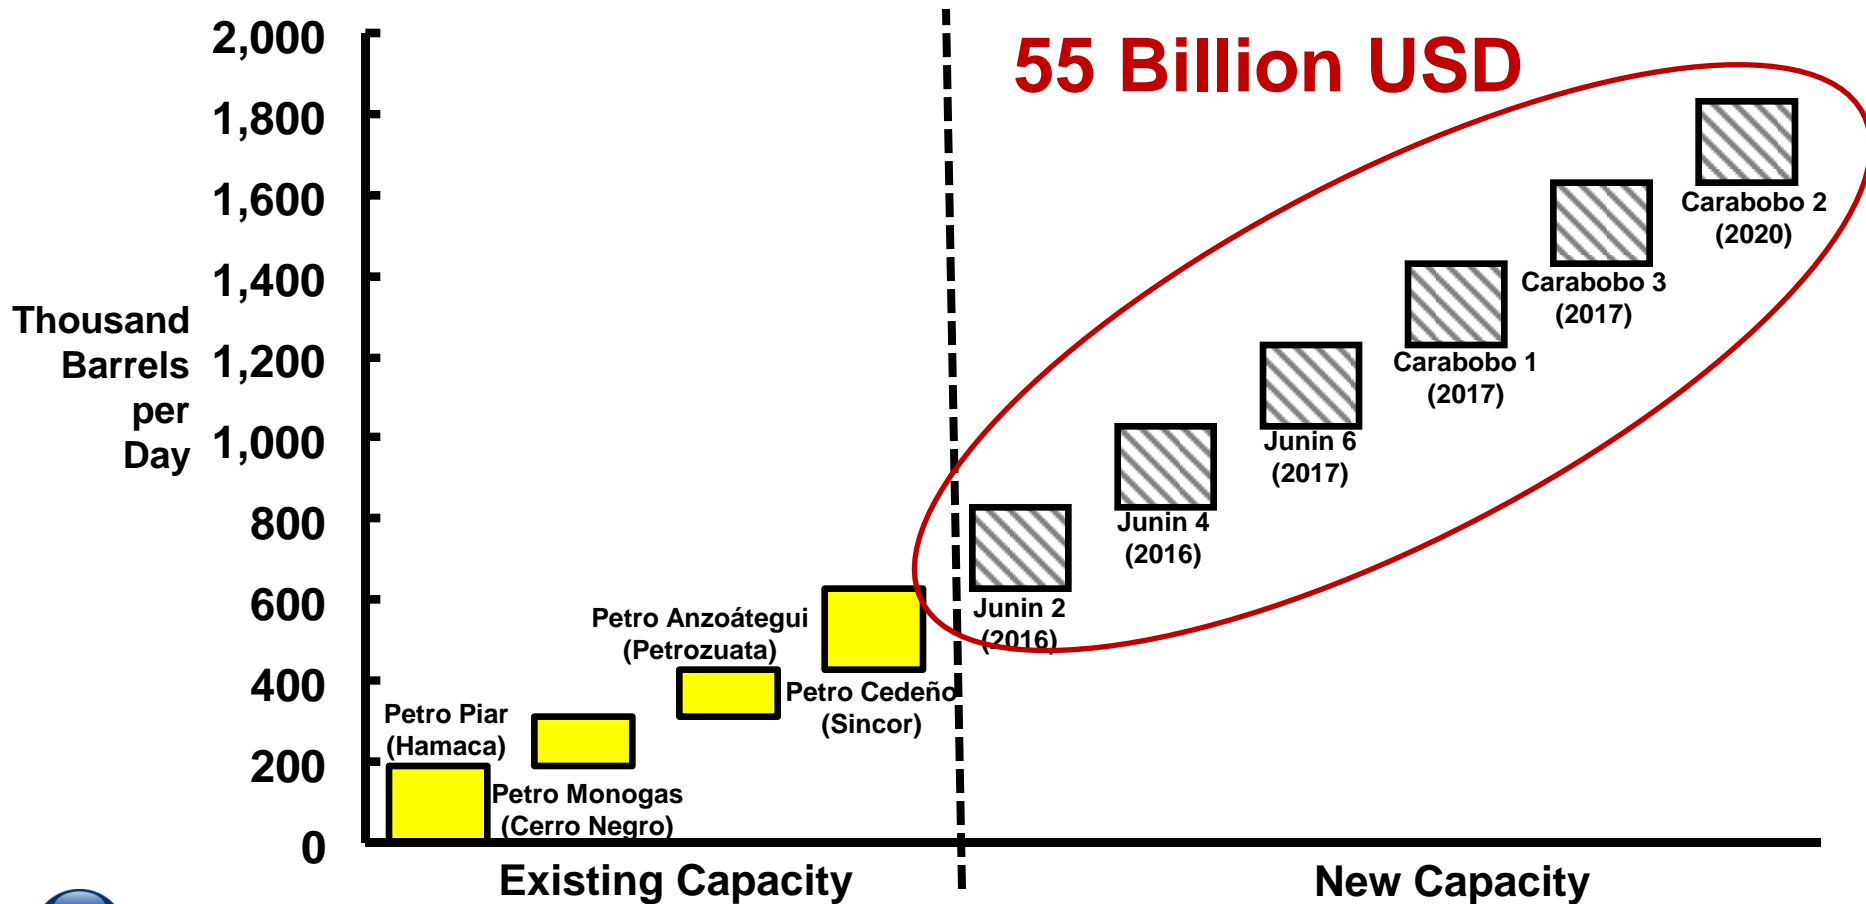 55 Billion USD
2,000
1,800
1,600
1,400
1,200
1,000
800
600
400
200
0
Thousand
Barrels
per
Day
Petro Piar
(Hamaca)
Petro Monogas
(Cerro Negro)
Petro Anzoátegui
(Petrozuata)
Petro Cedeño
(Sincor)
Junin 2
(2016)
Junin 4
(2016)
Junin 6
(2017)
Carabobo 1
(2017)
Carabobo 3
(2017)
Carabobo 2
(2020)
Existing Capacity
New Capacity